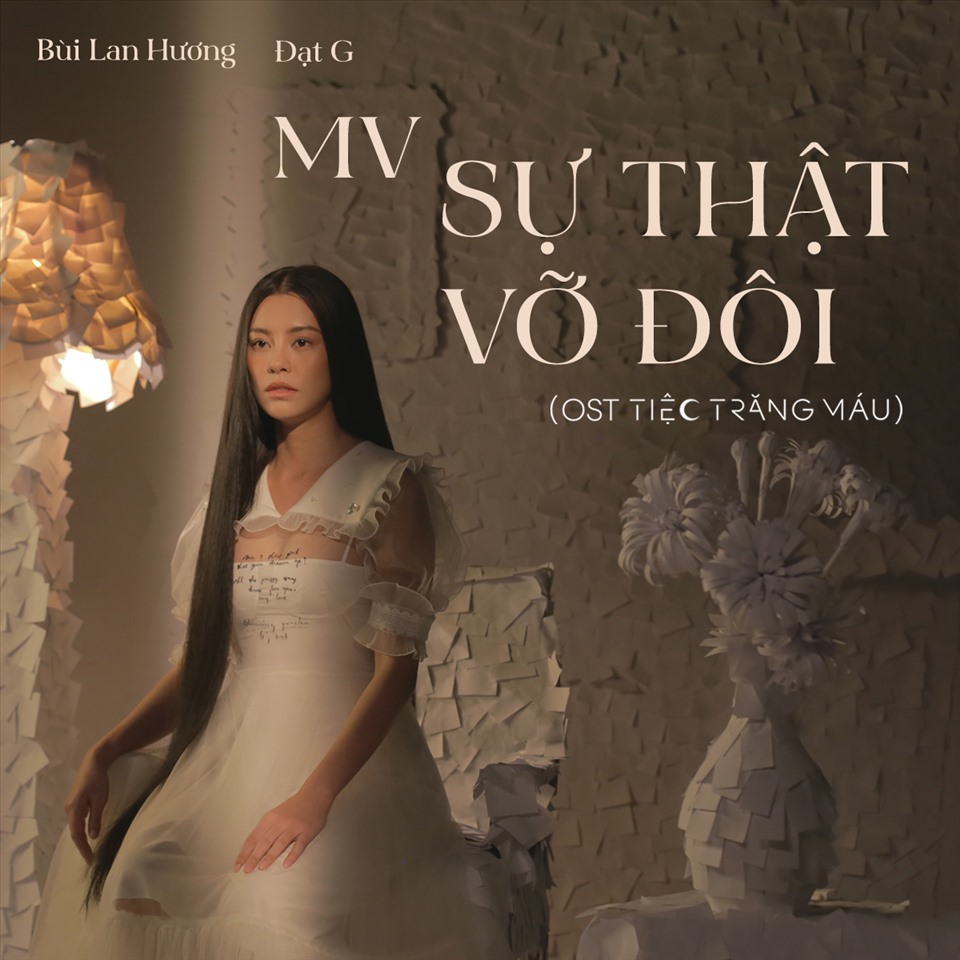 Bùi Lan Hương Đạt G
MV
SỰ THẬT
VỠ ĐÔI
(OST TIỆC TRĂNG MÁU)